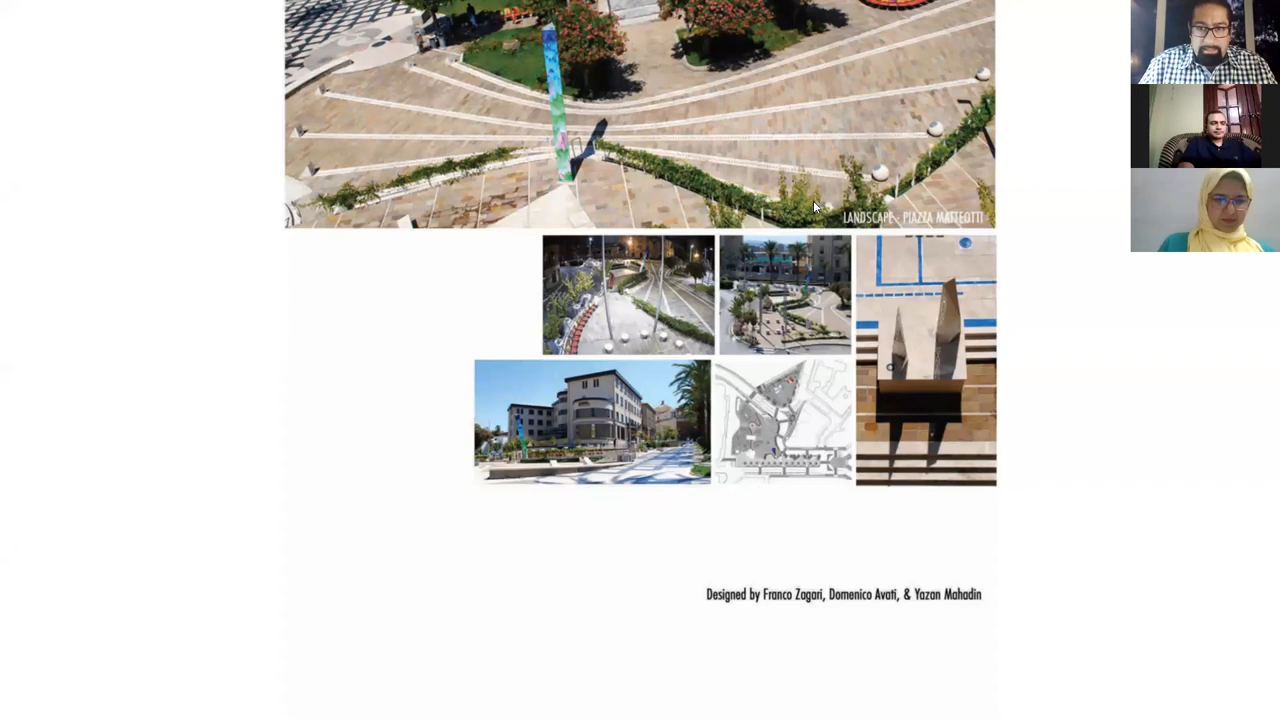 LANDSCAPE - PIAZZA MATTEOTTI
Designed by Franco Zagari, Domenico Avati, & Yazan Mahadin